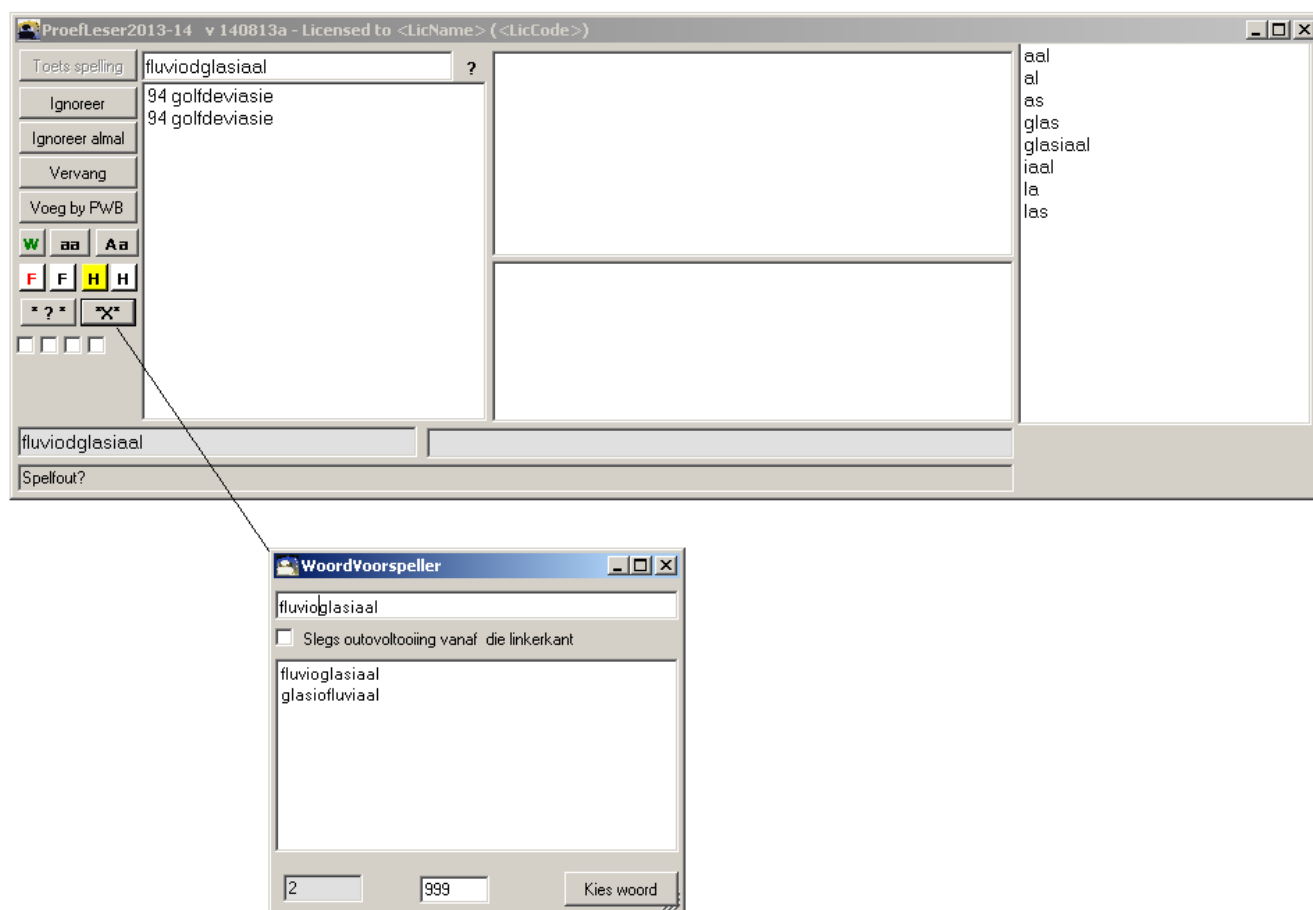 ProefLeser2013-14 v 140813a - Licensed to <LicName> (<LicCode>)
Toets spelling
fluviodglasiaal
?
Ignoreer
Ignoreer almal
Vervang
Voeg by PWB
W aa Aa
F F H H
*?* *X*
94 golfdeviasie
94 golfdeviasie
aal
al
as
glas
glasiaal
iaal
la
las
fluviodglasiaal
Spelfout?
WoordVoorspeller
fluvioglasiaal
Slegs outovoltooiing vanaf die linkerkant
fluvioglasiaal
glasiofluviaal
2 999 Kies woord